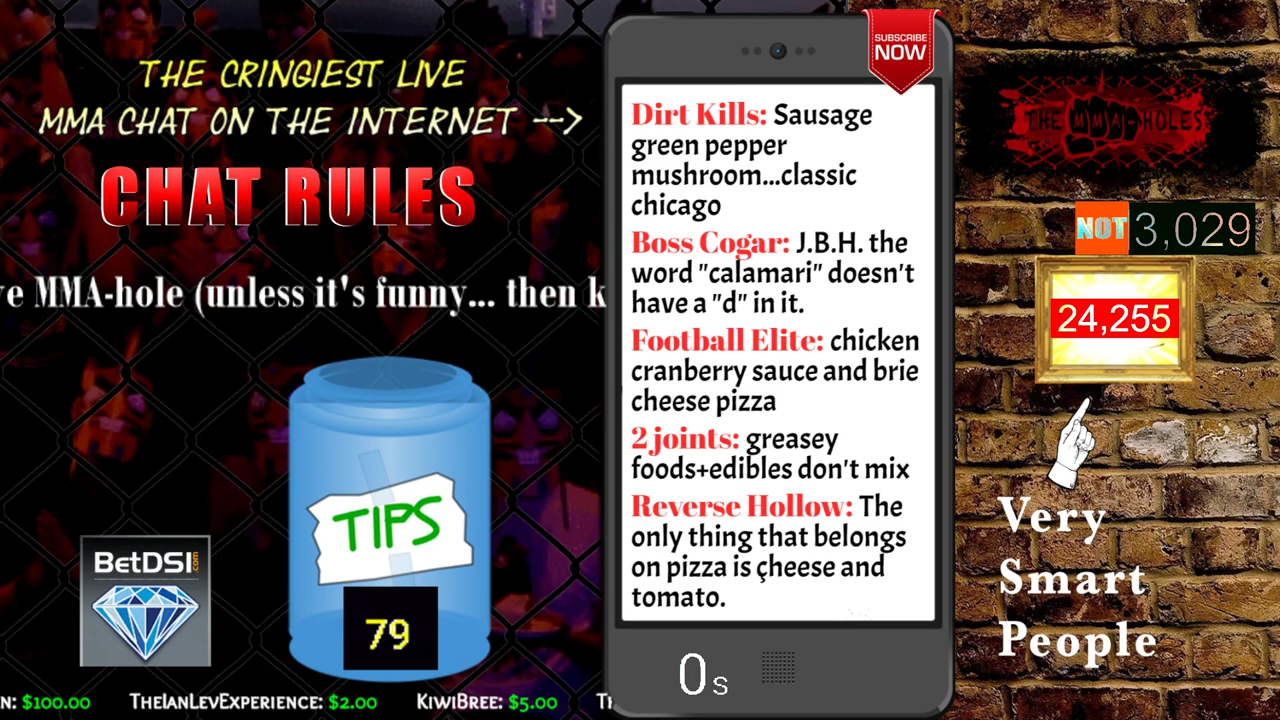 THE CRINGIEST LIVE
MMA CHAT ON THE INTERNET -->
CHAT RULES
ve MMA-hole (unless it's funny... then k
TIPS
79
BetDSI.com
N: $100.00 THEIANLEVEXPERIENCE: $2.00 KIWIBREE: $5.00 TH
SUBSCRIBE
NOW
Dirt Kills: Sausage
green pepper
mushroom...classic
chicago
Boss Cogar: J.B.H. the
word "calamari" doesn't
have a "d" in it.
Football Elite: chicken
cranberry sauce and brie
cheese pizza
2 joints: greasey
foods+edibles don't mix
Reverse Hollow: The
only thing that belongs
on pizza is çheese and
tomato.
0s
THE MMA-HOLES
NOT 3,029
24,255
Very
Smart
People